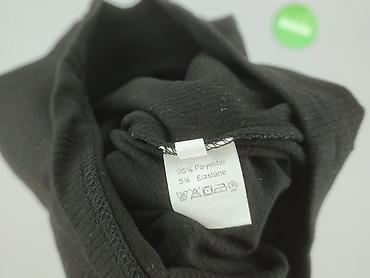 95% Polyester
5% Elastane